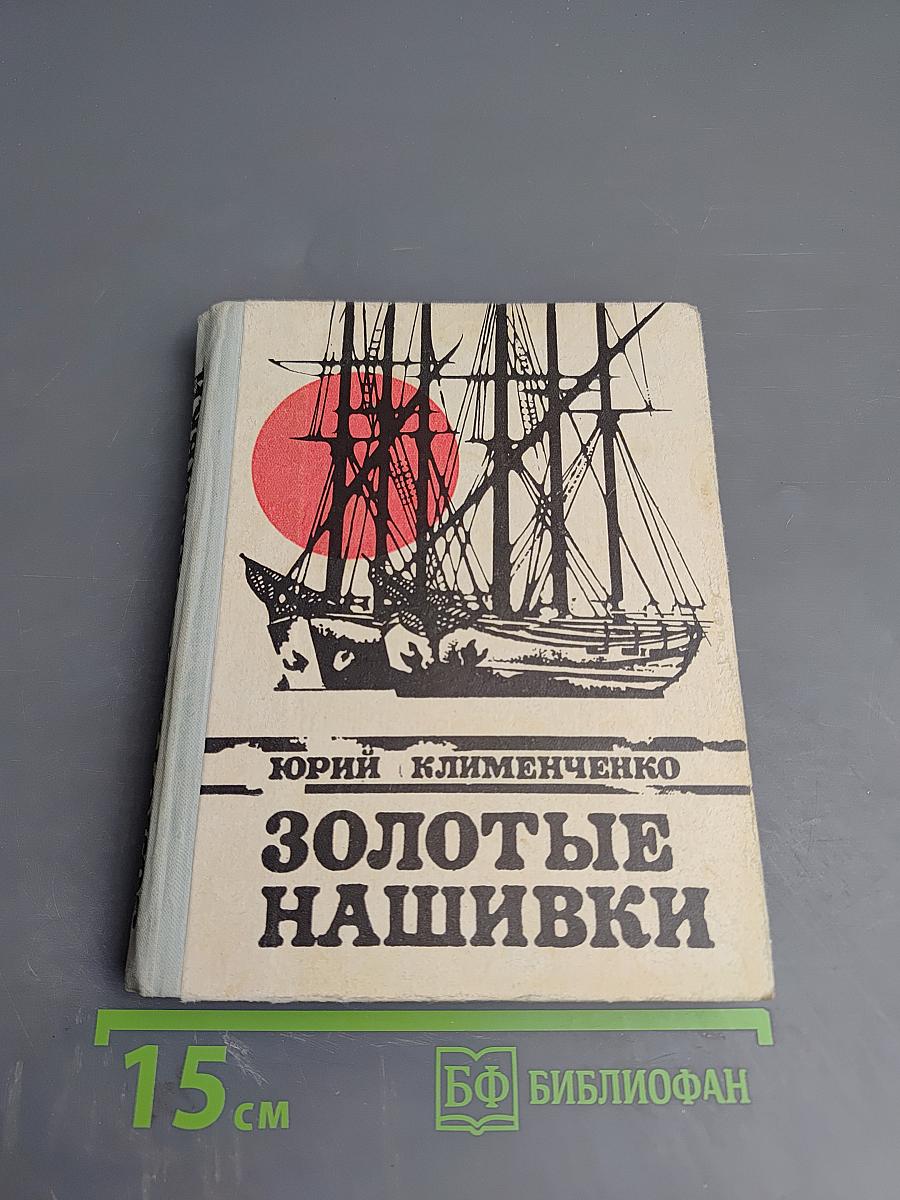 ЮРИЙ КЛИМЕНЧЕНКО
ЗОЛОТЫЕ
НАШИВКИ
15 см
БФ БИБЛИОФАН